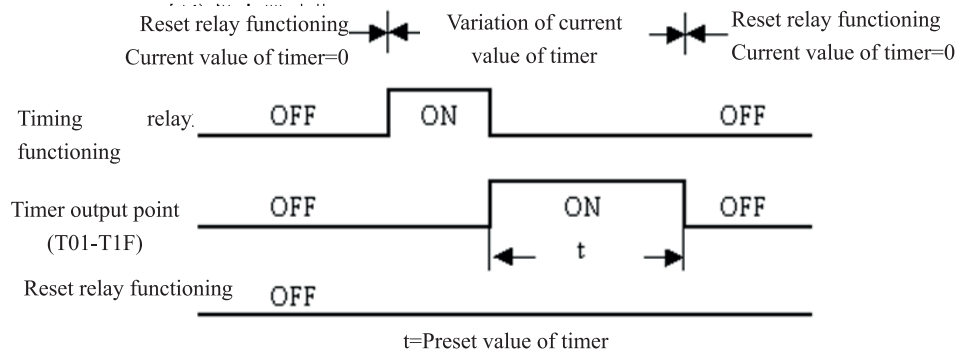 Reset relay functioning
Current value of timer=0
Variation of current
value of timer
Reset relay functioning
Current value of timer=0
Timing relay
functioning
OFF
ON
OFF
Timer output point
(T01-T1F)
OFF
ON
OFF
t
Reset relay functioning
OFF
t=Preset value of timer